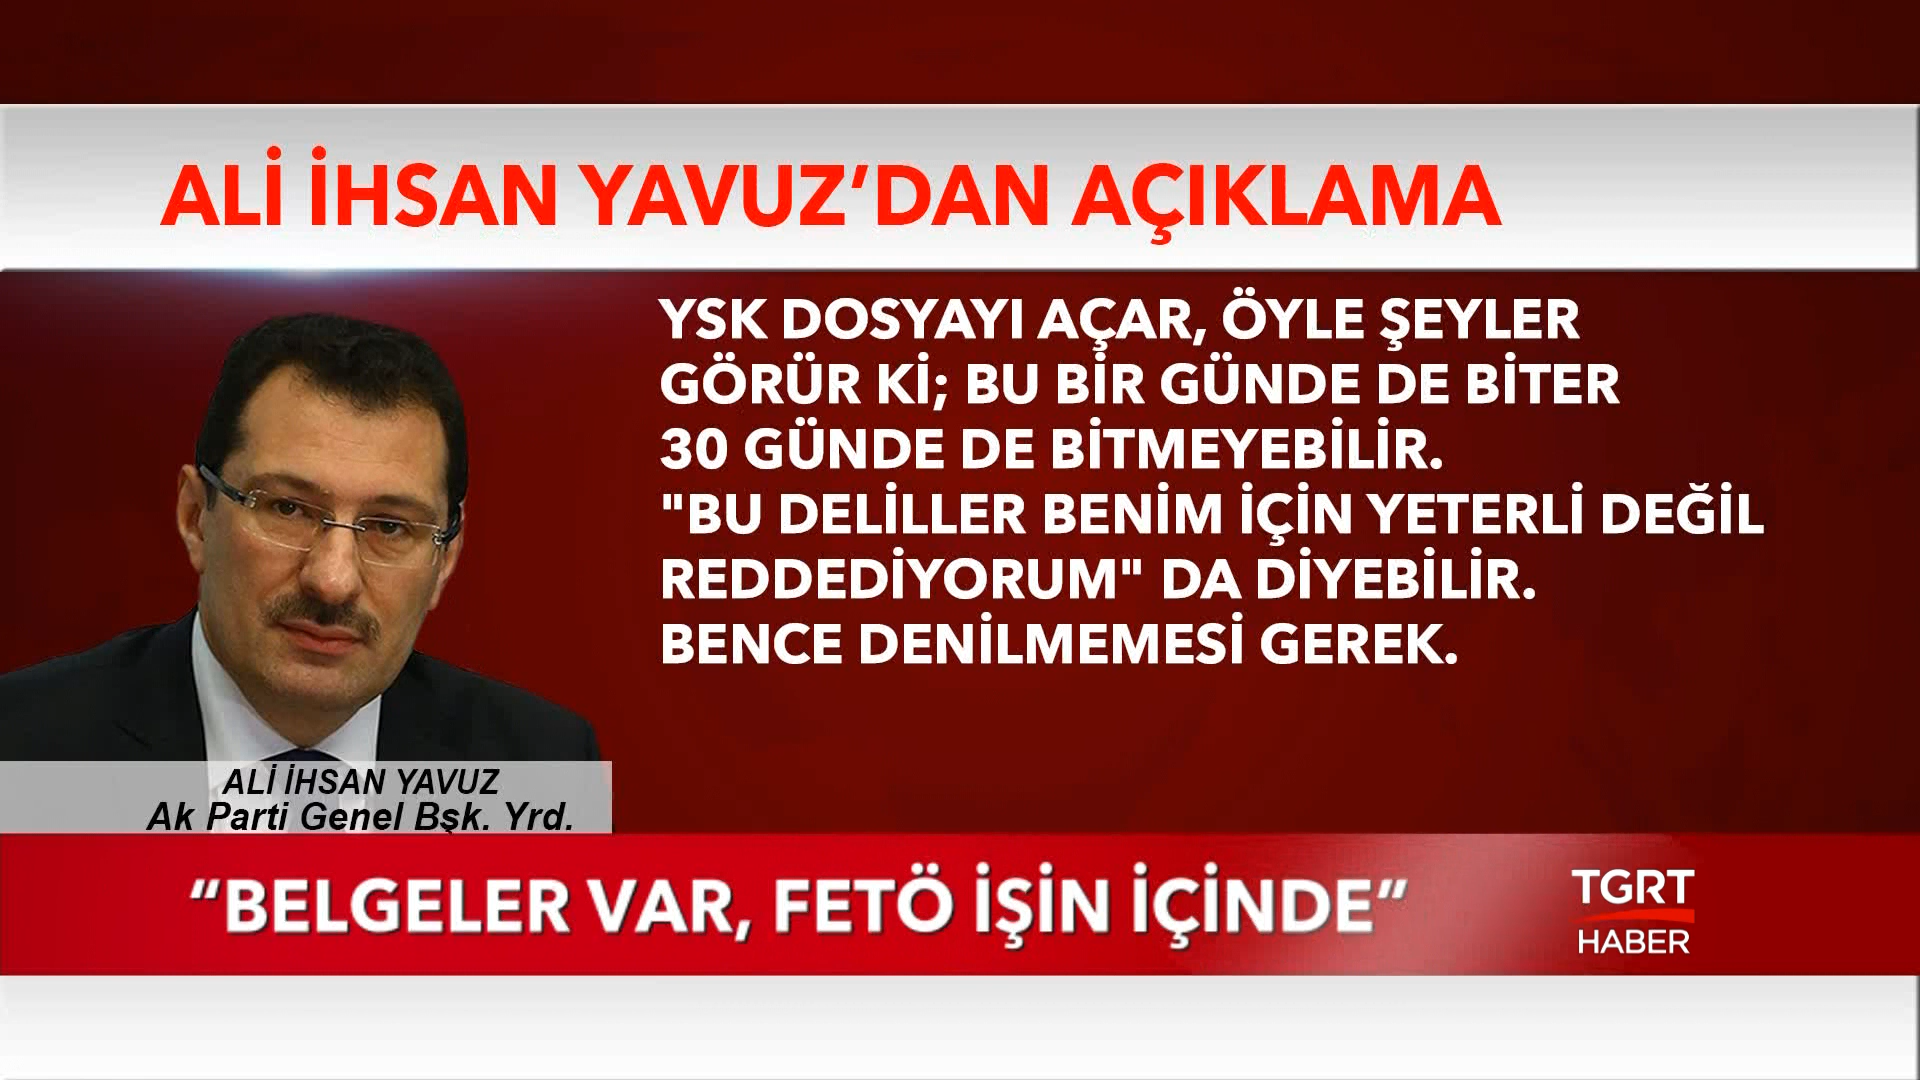 ALİ İHSAN YAVUZ’DAN AÇIKLAMA
YSK DOSYAYI AÇAR, ÖYLE ŞEYLER
GÖRÜR Kİ; BU BİR GÜNDE DE BİTER
30 GÜNDE DE BİTMEYEBİLİR.
"BU DELİLLER BENİM İÇİN YETERLİ DEĞİL
REDDEDİYORUM" DA DİYEBİLİR.
BENCE DENİLMEMESİ GEREK.
ALİ İHSAN YAVUZ
Ak Parti Genel Bşk. Yrd.
“BELGELER VAR, FETÖ İŞİN İÇİNDE”
TGRT
HABER